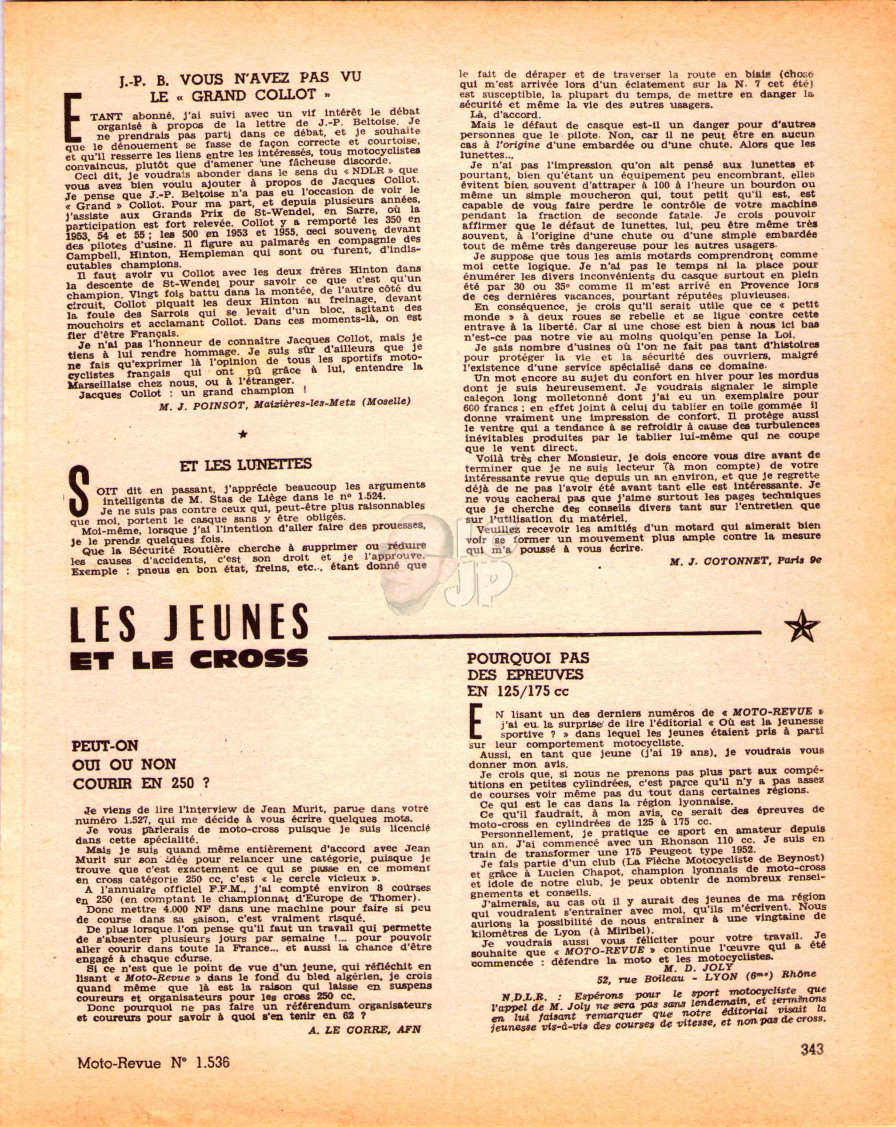 J.-P. B. VOUS N'AVEZ PAS VU
LE « GRAND COLLOT »
ETANT abonné, j'ai suivi avec un vif intérêt le débat
organisé à propos de la lettre de J.-P. Beltoise. Je
ne prendrais pas parti dans ce débat, et je souhaite
que le dénouement se fasse de façon correcte et courtoise,
et qu'il resserre les liens entre les intéressés, tous motocyclistes
convaincus, plutôt que d'amener une fâcheuse discorde.
Ceci dit, je voudrais abonder dans le sens du « NDLR » que
vous avez bien voulu ajouter à propos de Jacques Collot.
Je pense que J.-P. Beltoise n'a pas eu l'occasion de voir le
« Grand » Collot. Pour ma part, et depuis plusieurs années,
j'assiste aux Grands Prix de St-Wendel, en Sarre, où la
participation est fort relevée. Collot y a remporté les 350 en
1953, 54 et 55 ; les 500 en 1953 et 1955, ceci souvent devant
des pilotes d'usine. Il figure au palmarès en compagnie des
Campbell, Hinton, Hempleman qui sont ou furent, d'indis-
cutables champions.
Il faut avoir vu Collot avec les deux frères Hinton dans
la descente de St-Wendel pour savoir ce que c'est qu'un
champion. Vingt fois battu dans la montée, de l'autre côté du
circuit, Collot piquait les deux Hinton au freinage, devant
la foule des Sarrois qui se levait d'un bloc, agitant des
mouchoirs et acclamant Collot. Dans ces moments-là, on est
fier d'être Français.
Je n'ai pas l'honneur de connaître Jacques Collot, mais je
tiens à lui rendre hommage. Je suis sûr d'ailleurs que je
ne fais qu'exprimer là l'opinion de tous les sportifs moto-
cyclistes français qui ont pû grâce à lui, entendre la
Marseillaise chez nous, ou à l'étranger.
Jacques Collot : un grand champion !
M. J. POINSOT, Maizières-les-Metz (Moselle)
ET LES LUNETTES
SOIT dit en passant, j'apprécie beaucoup les arguments
intelligents de M. Stas de Liège dans le n° 1.524.
Je ne suis pas contre ceux qui, peut-être plus raisonnables
que moi, portent le casque sans y être obligés.
Moi-même, lorsque j'ai l'intention d'aller faire des prouesses,
je le prends quelques fois.
Que la Sécurité Routière cherche à supprimer ou réduire
les causes d'accidents, c'est son droit et je l'approuve.
Exemple : pneus en bon état, freins, etc., étant donné que
le fait de déraper et de traverser la route en biais (chose
qui m'est arrivée lors d'un éclatement sur la N. 7 cet été)
est susceptible, la plupart du temps, de mettre en danger la
sécurité et même la vie des autres usagers.
Là, d'accord.
Mais le défaut de casque est-il un danger pour d'autres
personnes que le pilote. Non, car il ne peut être en aucun
cas à l'origine d'une embardée ou d'une chute. Alors que les
lunettes...
Je n'ai pas l'impression qu'on ait pensé aux lunettes et
pourtant, bien qu'étant un équipement peu encombrant, elles
évitent bien souvent d'attraper à 100 à l'heure un bourdon ou
même un simple moucheron qui, tout petit qu'il est, est
capable de vous faire perdre le contrôle de votre machine
pendant la fraction de seconde fatale. Je crois pouvoir
affirmer que le défaut de lunettes, lui, peu être même très
souvent, à l'origine d'une chute ou d'une simple embardée
tout de même très dangereuse pour les autres usagers.
Je suppose que tous les amis motards comprendront comme
moi cette logique. Je n'ai pas le temps ni la place pour
énumérer les divers inconvénients du casque surtout en plein
été par 30 ou 35° comme il m'est arrivé en Provence lors
de ces dernières vacances, pourtant réputées pluvieuses.
En conséquence, je crois qu'il serait utile que ce « petit
monde » à deux roues se rebelle et se ligue contre cette
entrave à la liberté. Car si une chose est bien à nous ici bas
n'est-ce pas notre vie au moins quoiqu'en pense la Loi.
Je sais nombre d'usines où l'on ne fait pas tant d'histoires
pour protéger la vie et la sécurité des ouvriers, malgré
l'existence d'une service spécialisé dans ce domaine.
Un mot encore au sujet du confort en hiver pour les mordus
dont je suis heureusement. Je voudrais signaler le simple
caleçon long molletonné dont j'ai eu un exemplaire pour
600 francs ; en effet joint à celui du tablier en toile gommée il
donne vraiment une impression de confort. Il protège aussi
le ventre qui a tendance à se refroidir à cause des turbulences
inévitables produites par le tablier lui-même qui ne coupe
que le vent direct.
Voilà très cher Monsieur, je dois encore vous dire avant de
terminer que je ne suis lecteur (à mon compte) de votre
intéressante revue que depuis un an environ, et que je regrette
déjà de ne pas l'avoir été avant tant elle est intéressante. Je
ne vous cacherai pas que j'aime surtout les pages techniques
que je cherche des conseils divers tant sur l'entretien que
sur l'utilisation du matériel.
Veuillez recevoir les amitiés d'un motard qui aimerait bien
voir se former un mouvement plus ample contre la mesure
qui m'a poussé à vous écrire.
M. J. COTONNET, Paris 9e
JP
LES JEUNES
ET LE CROSS
PEUT-ON
OUI OU NON
COURIR EN 250 ?
Je viens de lire l'interview de Jean Murit, parue dans votre
numéro 1.527, qui me décide à vous écrire quelques mots.
Je vous parlerais de moto-cross puisque je suis licencié
dans cette spécialité.
Mais je suis quand même entièrement d'accord avec Jean
Murit sur son idée pour relancer une catégorie, puisque je
trouve que c'est exactement ce qui se passe en ce moment
en cross catégorie 250 cc, c'est « le cercle vicieux ».
A l'annuaire officiel F.F.M., j'ai compté environ 8 courses
en 250 (en comptant le championnat d'Europe de Thomer).
Donc mettre 4.000 NF dans une machine pour faire si peu
de course dans sa saison, c'est vraiment risqué.
De plus lorsque l'on pense qu'il faut un travail qui permette
de s'absenter plusieurs jours par semaine !... pour pouvoir
aller courir dans toute la France... et aussi la chance d'être
engagé à chaque course.
Si ce n'est que le point de vue d'un jeune, qui réfléchit en
lisant « Moto-Revue » dans le fond du bled algérien, je crois
quand même que là est la raison qui laisse en suspens
coureurs et organisateurs pour les cross 250 cc.
Donc pourquoi ne pas faire un référendum organisateurs
et coureurs pour savoir à quoi s'en tenir en 62 ?
A. LE CORRE, AFN
POURQUOI PAS
DES EPREUVES
EN 125/175 cc
EN lisant un des derniers numéros de « MOTO-REVUE »
j'ai eu la surprise de lire l'éditorial « Où est la jeunesse
sportive ? » dans lequel les jeunes étaient pris à parti
sur leur comportement motocycliste.
Aussi, en tant que jeune (j'ai 19 ans), je voudrais vous
donner mon avis.
Je crois que, si nous ne prenons pas plus part aux compé-
titions en petites cylindrées, c'est parce qu'il n'y a pas assez
de courses voir même pas du tout dans certaines régions.
Ce qui est le cas dans la région lyonnaise.
Ce qu'il faudrait, à mon avis, ce serait des épreuves de
moto-cross en cylindrées de 125 à 175 cc.
Personnellement, je pratique ce sport en amateur depuis
un an. J'ai commencé avec un Rhonson 110 cc. Je suis en
train de transformer une 175 Peugeot type 1952.
Je fais partie d'un club (La Flèche Motocycliste de Beynost)
et grâce à Lucien Chapot, champion lyonnais de moto-cross
et idole de notre club, je peux obtenir de nombreux rensei-
gnements et conseils.
J'aimerais, au cas où il y aurait des jeunes de ma région
qui voudraient s'entraîner avec moi, qu'ils m'écrivent. Nous
aurions la possibilité de nous entraîner à une vingtaine de
kilomètres de Lyon (à Miribel).
Je voudrais aussi vous féliciter pour votre travail. Je
souhaite que « MOTO-REVUE » continue l'œuvre qui a été
commencée : défendre la moto et les motocyclistes.
M. D. JOLY
52, rue Boileau - LYON (6me) Rhône
N.D.L.R. : Espérons pour le sport motocycliste que
l'appel de M. Joly ne sera pas sans lendemain, et terminons
en lui faisant remarquer que notre éditorial visait la
jeunesse vis-à-vis des courses de vitesse, et non pas de cross.
343
Moto-Revue N° 1.536